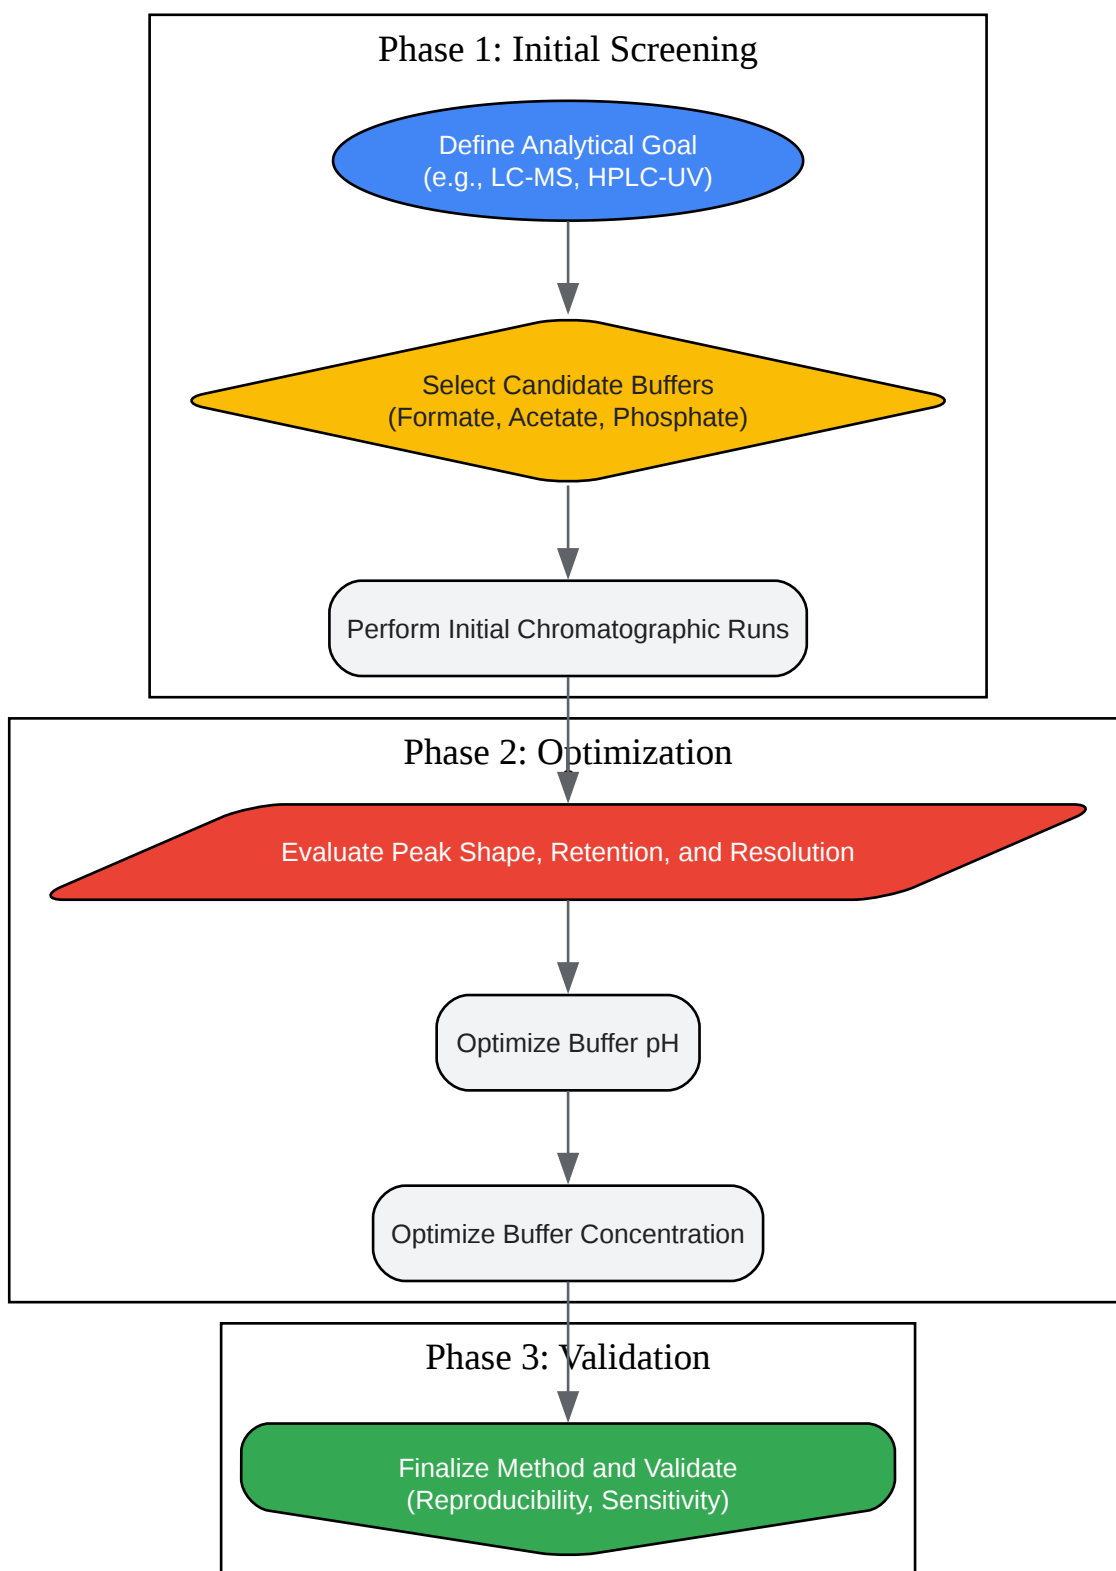 Phase 1: Initial Screening
Define Analytical Goal
(e.g., LC-MS, HPLC-UV)
Select Candidate Buffers
(Formate, Acetate, Phosphate)
Perform Initial Chromatographic Runs
Phase 2: Optimization
Evaluate Peak Shape, Retention, and Resolution
Optimize Buffer pH
Optimize Buffer Concentration
Phase 3: Validation
Finalize Method and Validate
(Reproducibility, Sensitivity)